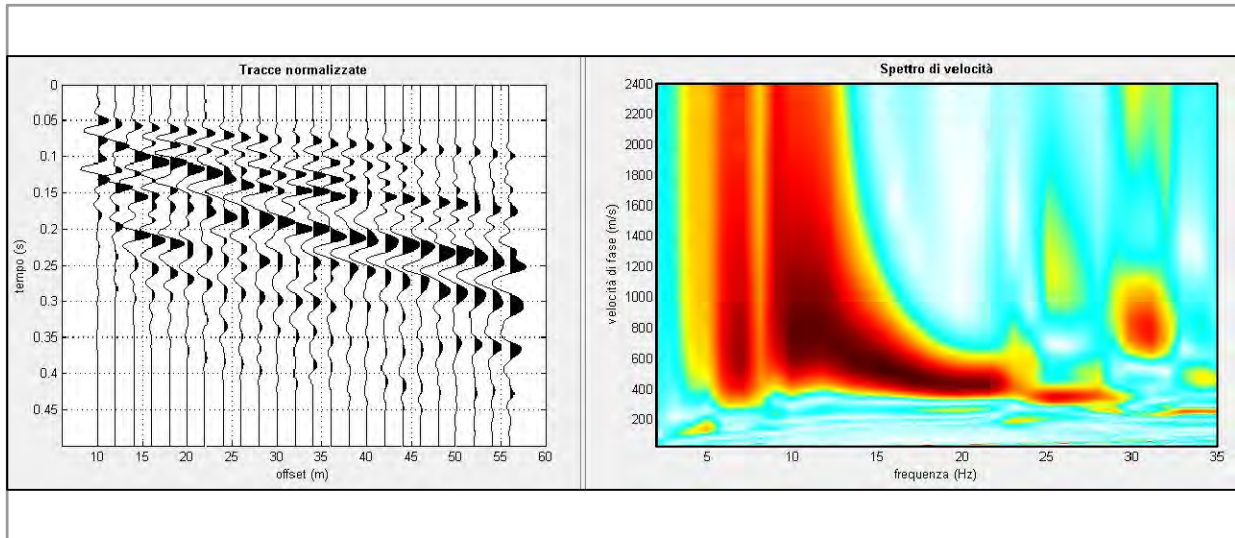 Tracce normalizzate
0
0.05
0.1
0.15
0.2
0.25
0.3
0.35
0.4
0.45
tempo (s)
10 15 20 25 30 35 40 45 50 55 60
offset (m)
Spettro di velocità
2400
2200
2000
1800
1600
1400
1200
1000
800
600
400
200
velocità di fase (m/s)
5 10 15 20 25 30 35
frequenza (Hz)